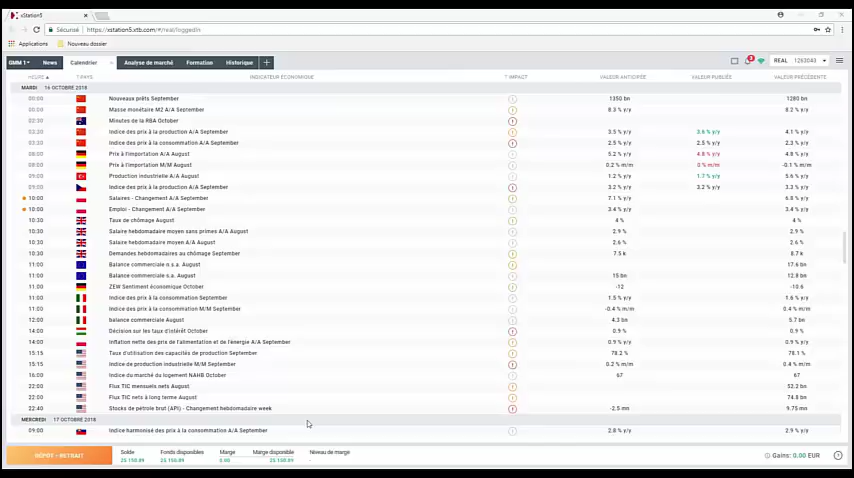 xStation5
Sécurisé | https://xstation5.xtb.com/#/real/loggedIn
Applications Nouveau dossier
GMM 1 News Calendrier Analyse de marché Formation Historique + REAL 1263043
HEURE PAYS INDICATEUR ÉCONOMIQUE IMPACT VALEUR ANTICIPÉE VALEUR PUBLIÉE VALEUR PRÉCÉDENTE
MARDI 16 OCTOBRE 2018
00:00 Nouveaux prêts September 1350 bn 1280 bn
00:00 Masse monétaire M2 A/A September 8.3 % y/y 8.2 % y/y
02:30 Minutes de la RBA October
03:30 Indice des prix à la production A/A September 3.5 % y/y 3.6 % y/y 4.1 % y/y
03:30 Indice des prix à la consommation A/A September 2.5 % y/y 2.5 % y/y 2.3 % y/y
08:00 Prix à l'importation A/A August 5.2 % y/y 4.8 % y/y 4.8 % y/y
08:00 Prix à l'importation M/M August 0.2 % m/m 0 % m/m -0.1 % m/m
09:00 Production industrielle A/A August 1.2 % y/y 1.7 % y/y 5.6 % y/y
09:00 Indice des prix à la production A/A September 3.2 % y/y 3.2 % y/y 3.3 % y/y
10:00 Salaires - Changement A/A September 7.1 % y/y 6.8 % y/y
10:00 Emploi - Changement A/A September 3.4 % y/y 3.4 % y/y
10:30 Taux de chômage August 4 % 4 %
10:30 Salaire hebdomadaire moyen sans primes A/A August 2.9 % 2.9 %
10:30 Salaire hebdomadaire moyen A/A August 2.6 % 2.6 %
10:30 Demandes hebdomadaires au chômage September 7.5 k 8.7 k
11:00 Balance commerciale n.s.a. August 17.6 bn
11:00 Balance commerciale s.a. August 15 bn 12.8 bn
11:00 ZEW Sentiment économique October -12 -10.6
11:00 Indice des prix à la consommation September 1.5 % y/y 1.6 % y/y
11:00 Indice des prix à la consommation M/M September -0.4 % m/m 0.4 % m/m
12:00 balance commerciale August 4.3 bn 5.7 bn
14:00 Décision sur les taux d'intérêt October 0.9 % 0.9 %
14:00 Inflation nette des prix de l'alimentation et de l'énergie A/A September 0.9 % y/y 0.9 % y/y
15:15 Taux d'utilisation des capacités de production September 78.2 % 78.1 %
15:15 Indice de production industrielle M/M September 0.2 % m/m 0.4 % m/m
16:00 Indice du marché du logement NAHB October 67 67
22:00 Flux TIC mensuels nets August 52.2 bn
22:00 Flux TIC nets à long terme August 74.8 bn
22:40 Stocks de pétrole brut (API) - Changement hebdomadaire week -2.5 mn 9.75 mn
MERCREDI 17 OCTOBRE 2018
09:00 Indice harmonisé des prix à la consommation A/A September 2.8 % y/y 2.9 % y/y
DÉPÔT - RETRAIT Solde Fonds disponibles Marge Marge disponible Niveau de marge Gains: 0.00 EUR
25 150.89 25 150.89 0.00 25 150.89 -